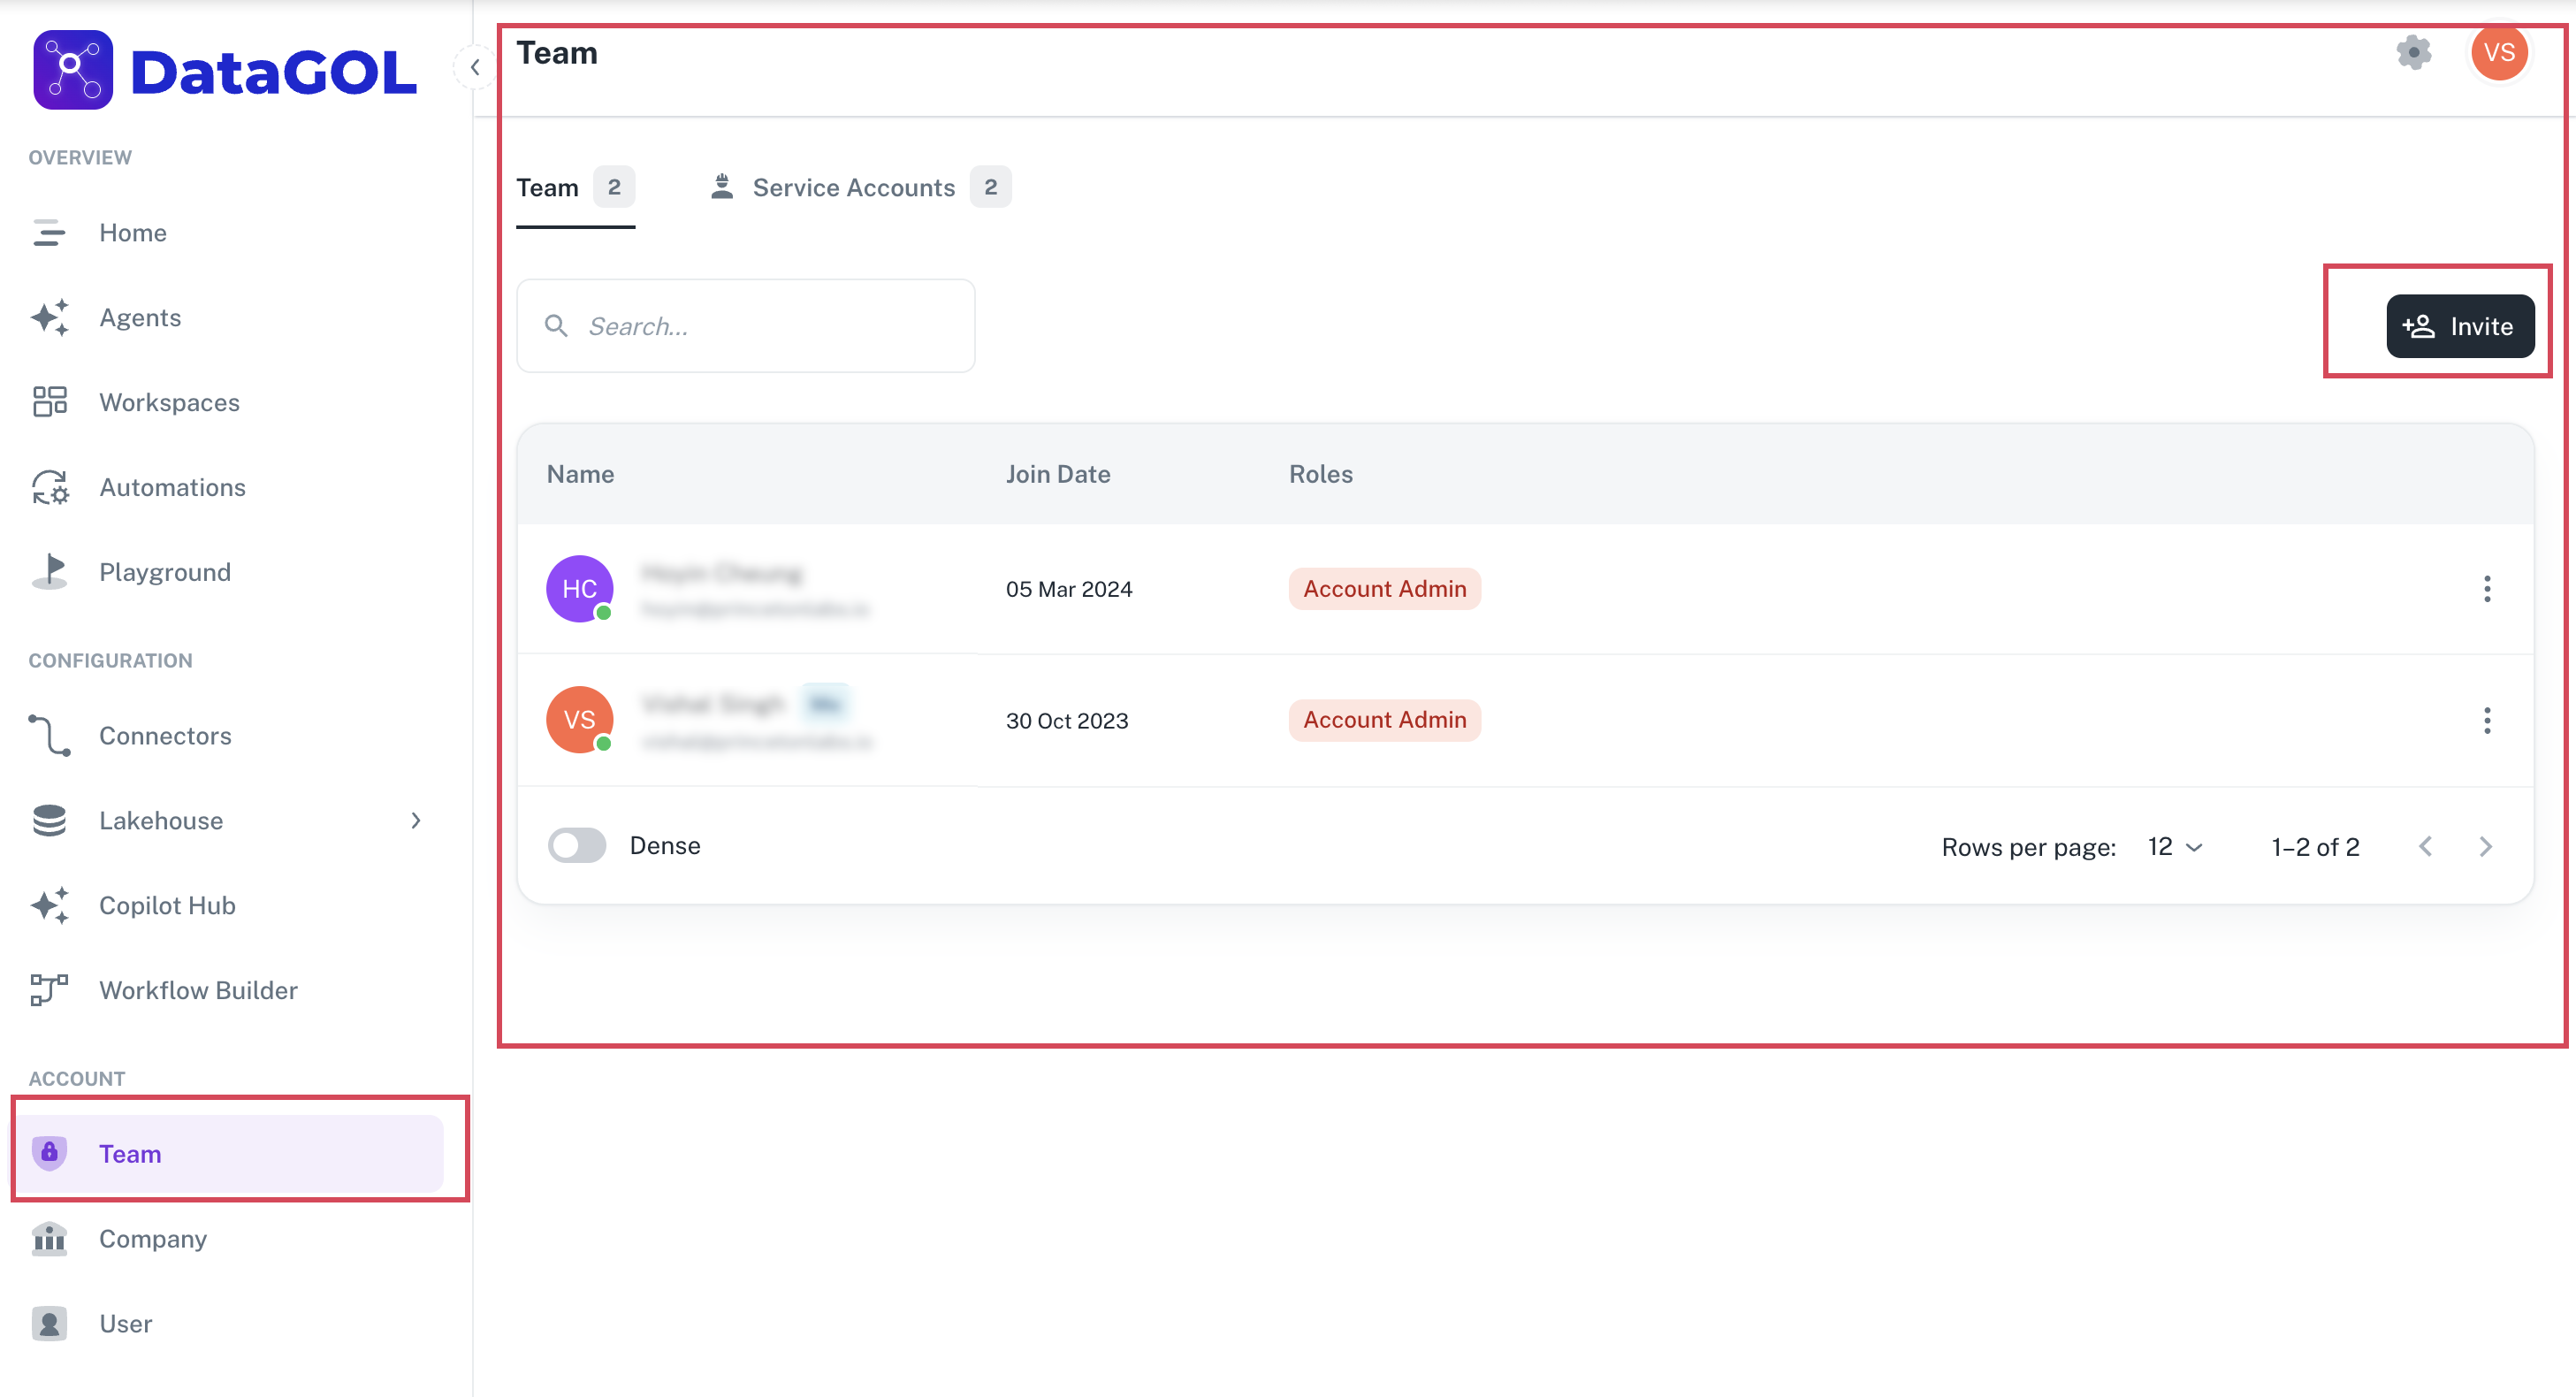 DataGOL
OVERVIEW
Home
Agents
Workspaces
Automations
Playground
CONFIGURATION
Connectors
Lakehouse
Copilot Hub
Workflow Builder
ACCOUNT
Team
Company
User
Team
VS
Team 2
Service Accounts 2
Search...
Invite
Name Join Date Roles
HC 05 Mar 2024 Account Admin
VS 30 Oct 2023 Account Admin
Dense Rows per page: 12 1–2 of 2